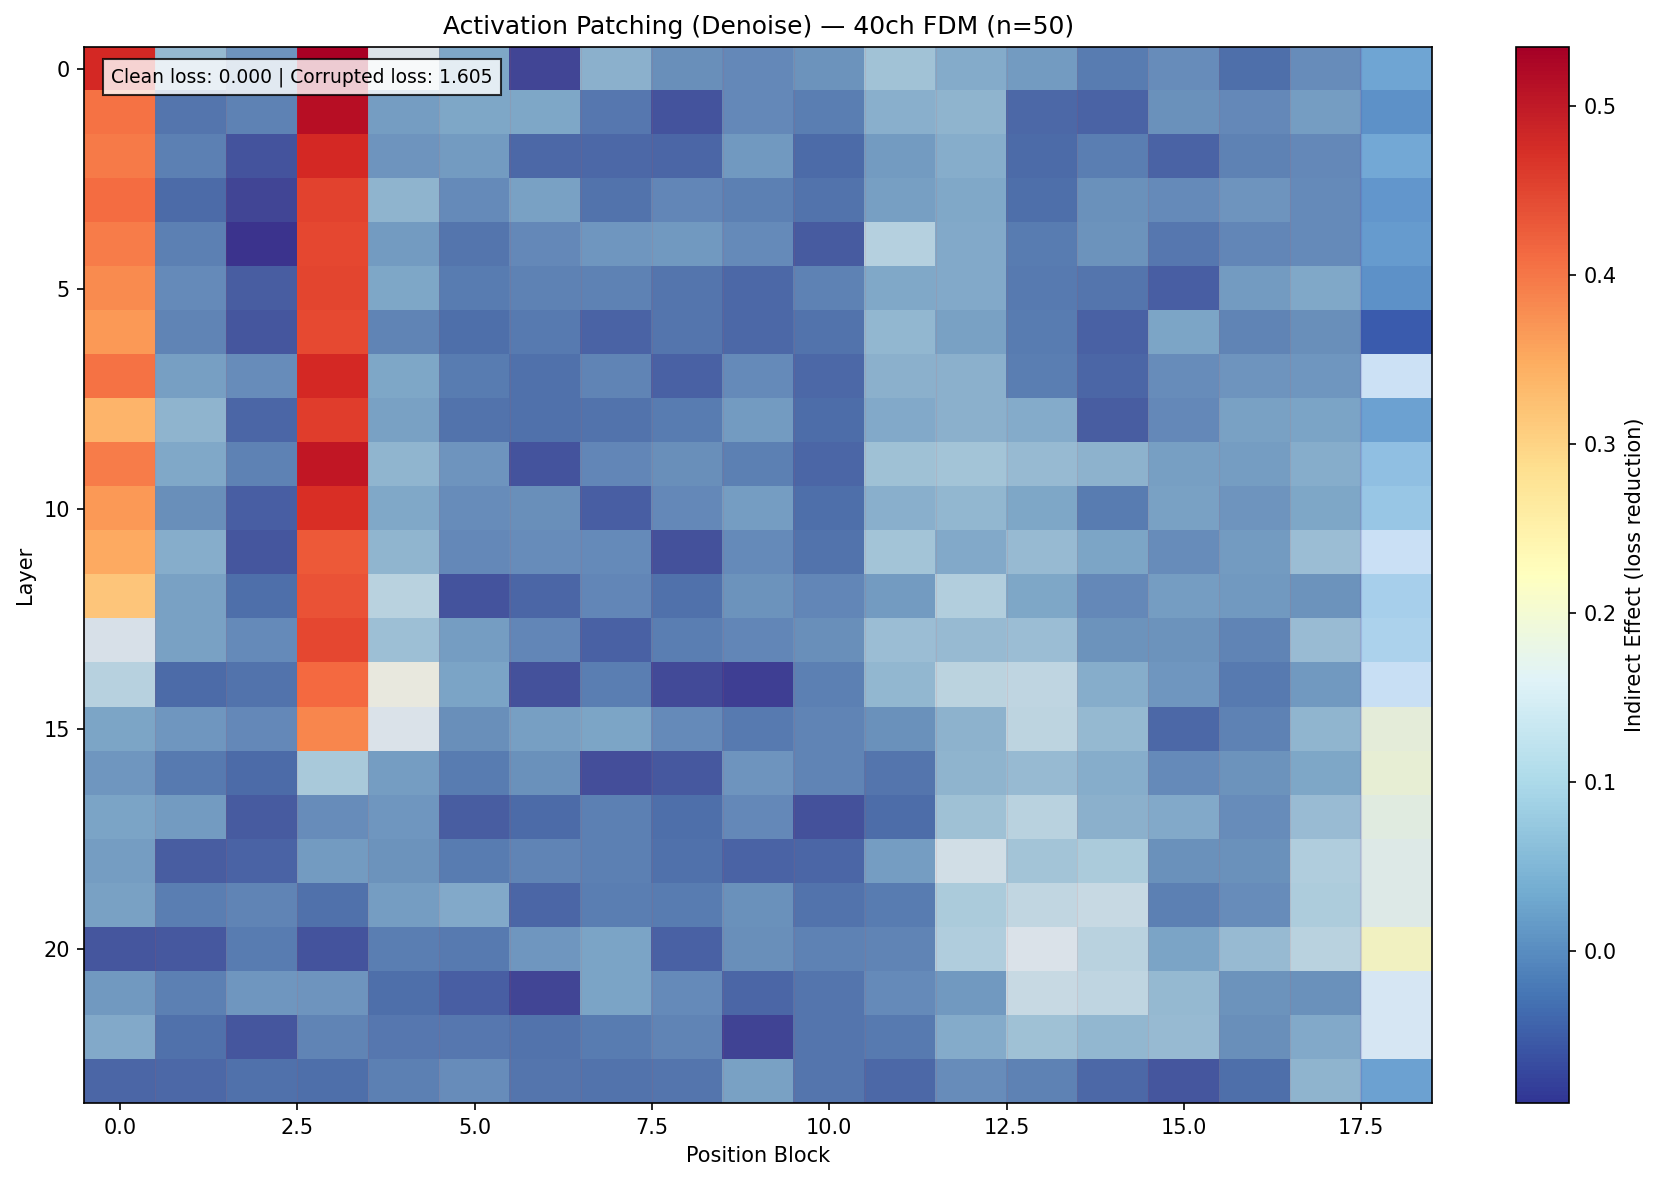 Activation Patching (Denoise) — 40ch FDM (n=50)
Clean loss: 0.000 | Corrupted loss: 1.605
0
5
10
15
20
Layer
0.0 2.5 5.0 7.5 10.0 12.5 15.0 17.5
Position Block
0.5
0.4
0.3
0.2
0.1
0.0
Indirect Effect (loss reduction)